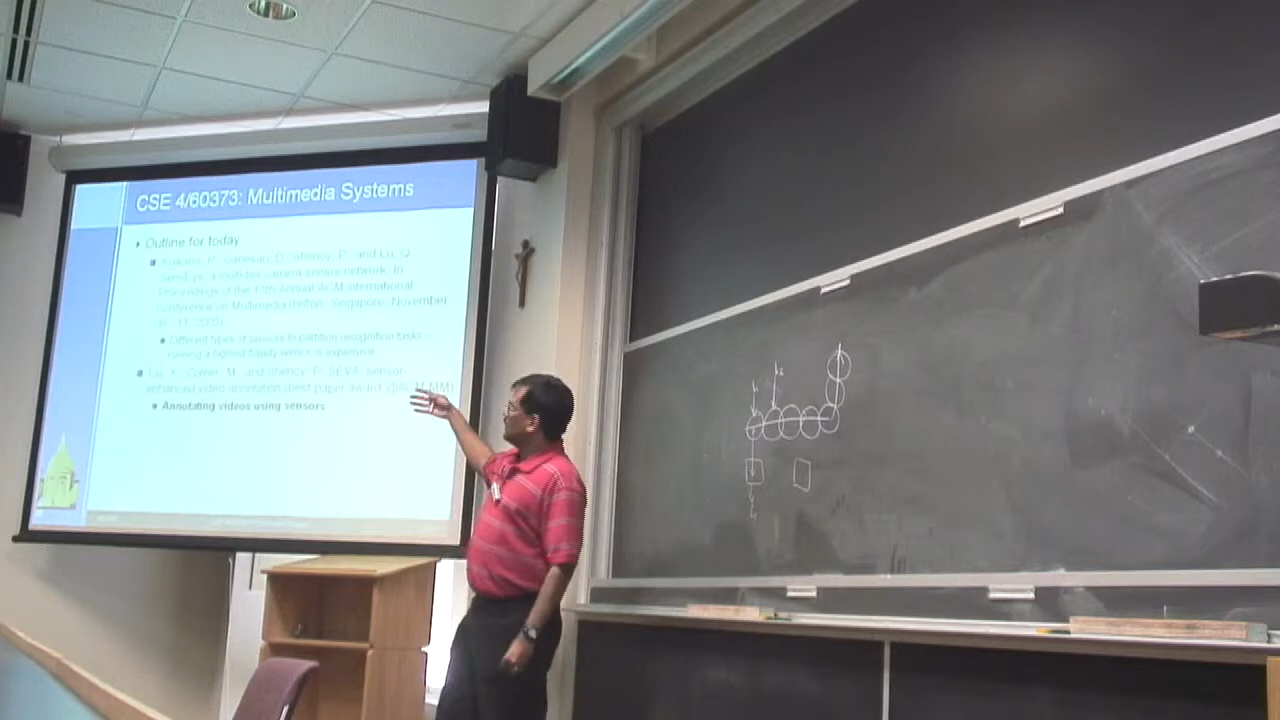 CSE 4/60373: Multimedia Systems
Outline for today
Kulkarni, P., Ganesan, D., Shenoy, P., and Lu, Q.
SensEye: a multi-tier camera sensor network. In
Proceedings of the 13th Annual ACM international
Conference on Multimedia (Hilton, Singapore, November
06 - 11, 2005).
Different types of sensors to partition recognition tasks –
running a highest fidelity sensor is expensive
Liu, X., Corner, M., and Shenoy, P. SEVA: sensor
enhanced video annotation (best paper award @ACM MM)
Annotating videos using sensors